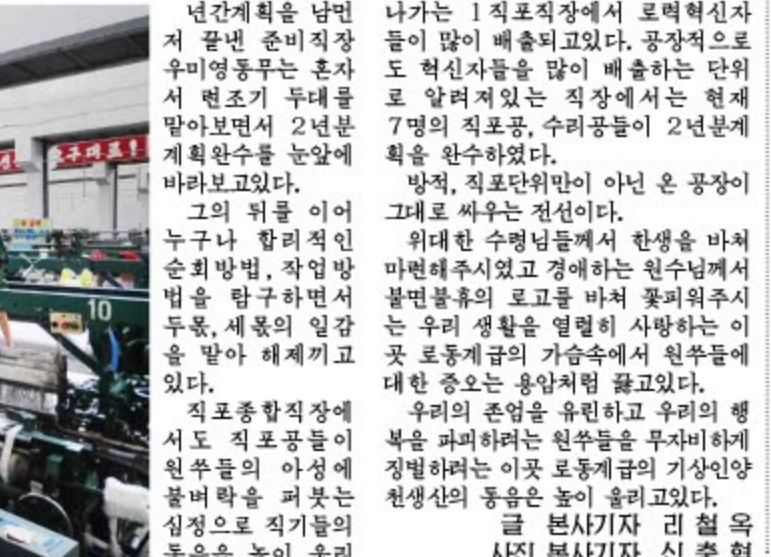 년간계획을 남먼
저 끝낸 준비직장
우미영동무는 혼자
서 련조기 두대를
맡아보면서 2년분
계획완수를 눈앞에
바라보고있다.
그의 뒤를 이어
누구나 합리적인
순회방법, 작업방
법을 탐구하면서
두몫, 세몫의 일감
을 맡아 해제끼고
있다.
직포종합직장에
서도 직포공들이
원쑤들의 아성에
불벼락을 퍼붓는
심정으로 직기들의
동음을 높이 울리
나가는 1직포직장에서 로력혁신자
들이 많이 배출되고있다. 공장적으로
도 혁신자들을 많이 배출하는 단위
로 알려져있는 직장에서는 현재
7명의 직포공, 수리공들이 2년분계
획을 완수하였다.
방적, 직포단위만이 아닌 온 공장이
그대로 싸우는 전선이다.
위대한 수령님들께서 한생을 바쳐
마련해주시였고 경애하는 원수님께서
불면불휴의 로고를 바쳐 꽃피워주시
는 우리 생활을 열렬히 사랑하는 이
곳 로동계급의 가슴속에서 원쑤들에
대한 증오는 용암처럼 끓고있다.
우리의 존엄을 유린하고 우리의 행
복을 파괴하려는 원쑤들을 무자비하게
징벌하려는 이곳 로동계급의 기상인양
천생산의 동음은 높이 울리고있다.
글 본사기자 리철옥
사진 본사기자
구대로!
10